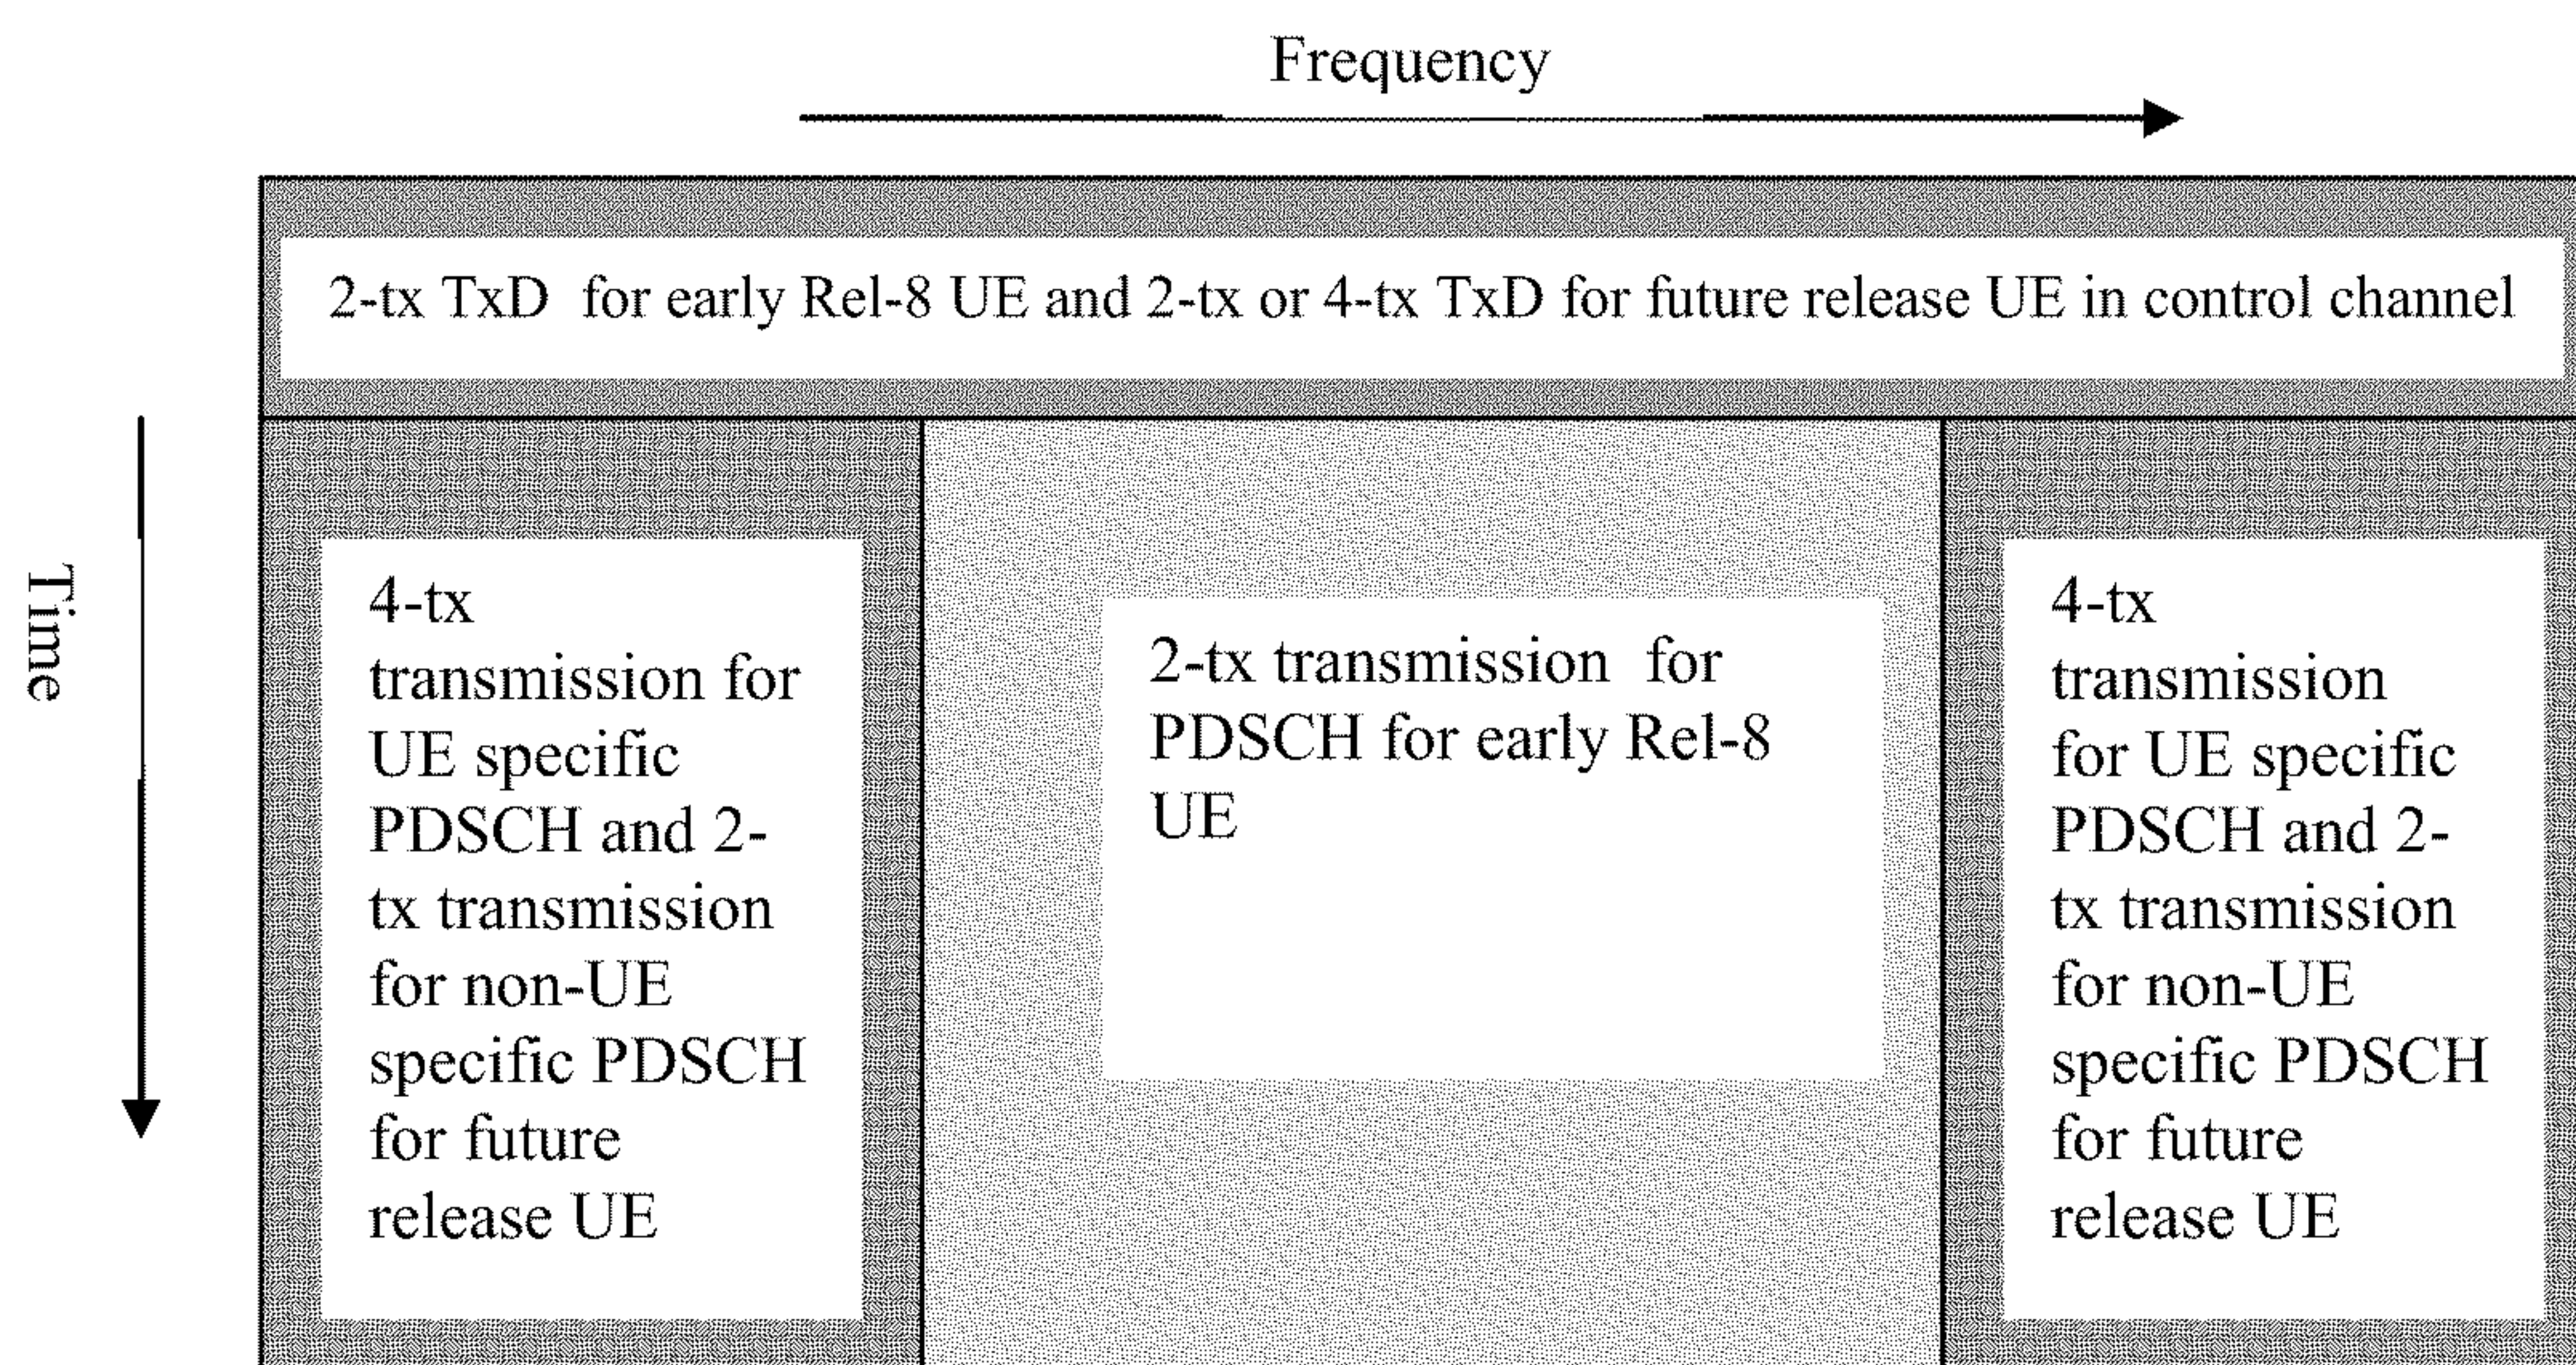 Frequency
2-tx TxD for early Rel-8 UE and 2-tx or 4-tx TxD for future release UE in control channel
Time
4-tx
transmission for
UE specific
PDSCH and 2-
tx transmission
for non-UE
specific PDSCH
for future
release UE
2-tx transmission for
PDSCH for early Rel-8
UE
4-tx
transmission
for UE specific
PDSCH and 2-
tx transmission
for non-UE
specific PDSCH
for future
release UE